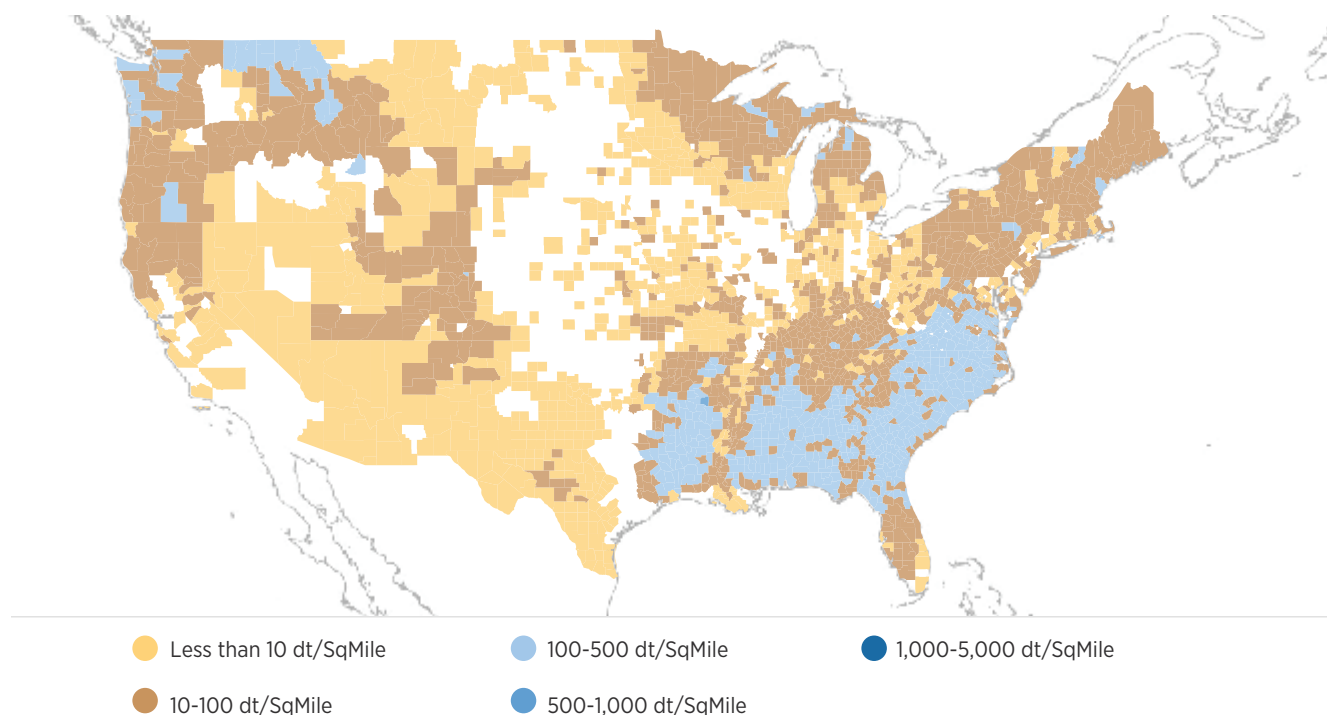 Less than 10 dt/SqMile
100-500 dt/SqMile
1,000-5,000 dt/SqMile
10-100 dt/SqMile
500-1,000 dt/SqMile